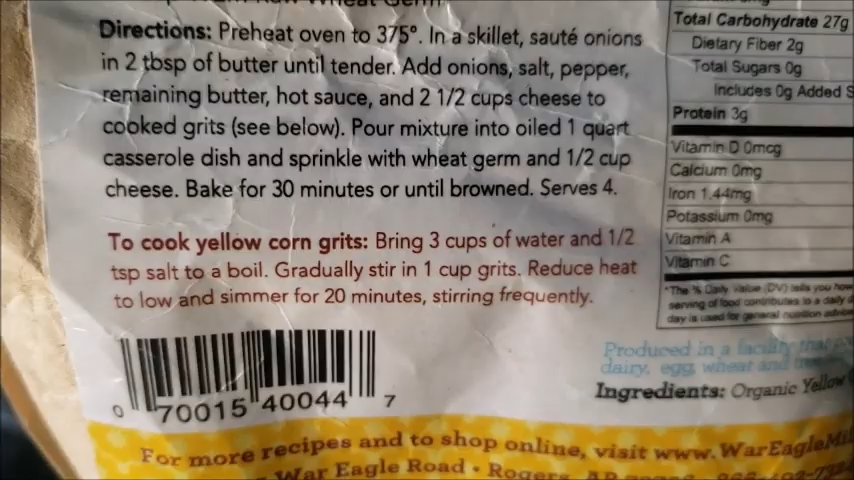 Wheat Germ
Directions: Preheat oven to 375°. In a skillet, sauté onions
in 2 tbsp of butter until tender. Add onions, salt, pepper,
remaining butter, hot sauce, and 2 1/2 cups cheese to
cooked grits (see below). Pour mixture into oiled 1 quart
casserole dish and sprinkle with wheat germ and 1/2 cup
cheese. Bake for 30 minutes or until browned. Serves 4.
To cook yellow corn grits: Bring 3 cups of water and 1/2
tsp salt to a boil. Gradually stir in 1 cup grits. Reduce heat
to low and simmer for 20 minutes, stirring frequently.
0 70015 40044 7
Total Carbohydrate 27g
Dietary Fiber 2g
Total Sugars 0g
Includes 0g Added S
Protein 3g
Vitamin D 0mcg
Calcium 0mg
Iron 1.44mg
Potassium 0mg
Vitamin A
Vitamin C
*The % Daily Value (DV) tells you how
serving of food contributes to a daily d
day is used for general nutrition advice
Produced in a facility that
dairy, egg, wheat and
Ingredients: Organic Yellow
For more recipes and to shop online, visit www.WarEagleMil
War Eagle Road • Rogers, AR